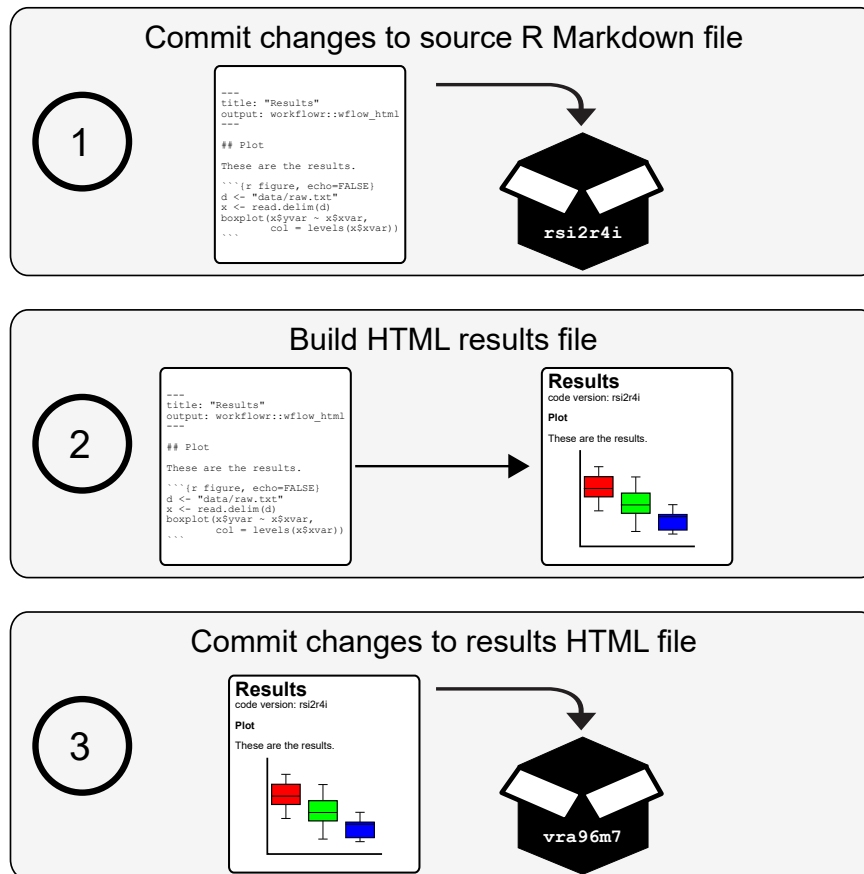 Commit changes to source R Markdown file
1
---
title: "Results"
output: workflowr::wflow_html
---
## Plot
These are the results.
```{r figure, echo=FALSE}
d <- "data/raw.txt"
x <- read.delim(d)
boxplot(x$yvar ~ x$xvar,
        col = levels(x$xvar))
```
rsi2r4i
Build HTML results file
2
---
title: "Results"
output: workflowr::wflow_html
---
## Plot
These are the results.
```{r figure, echo=FALSE}
d <- "data/raw.txt"
x <- read.delim(d)
boxplot(x$yvar ~ x$xvar,
        col = levels(x$xvar))
```
Results
code version: rsi2r4i
Plot
These are the results.
Commit changes to results HTML file
3
Results
code version: rsi2r4i
Plot
These are the results.
vra96m7